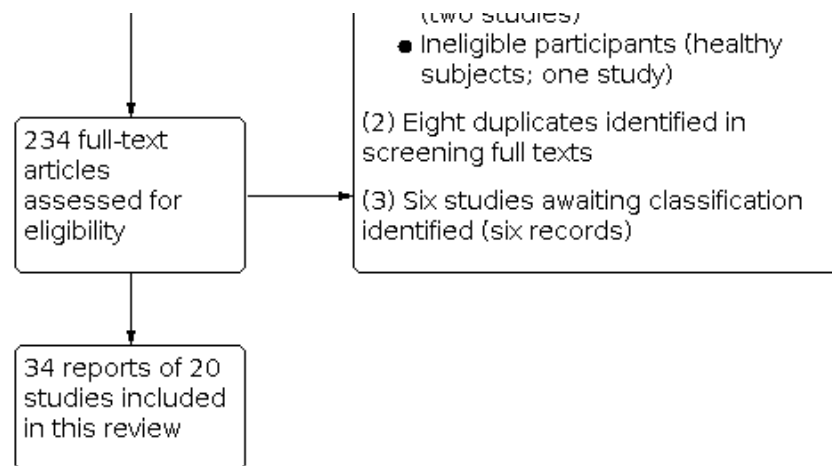 (two studies)
● Ineligible participants (healthy
subjects; one study)
(2) Eight duplicates identified in
screening full texts
(3) Six studies awaiting classification
identified (six records)
234 full-text
articles
assessed for
eligibility
34 reports of 20
studies included
in this review